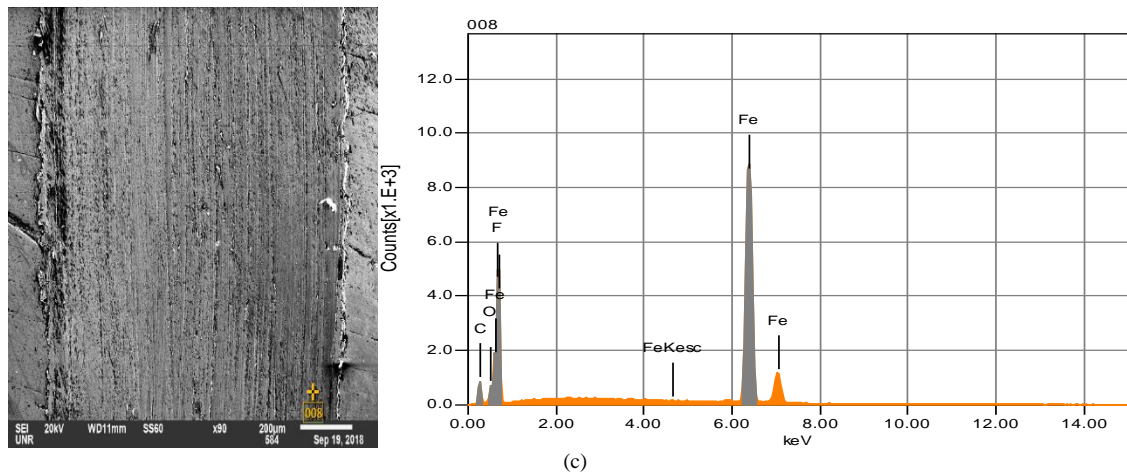 008
SEI 20kV WD11mm SS60 x90 200µm
UNR 584 Sep 19, 2018
008
Counts[x1.E+3]
12.0
10.0
8.0
6.0
4.0
2.0
0.0
Fe
F
Fe
O
C
FeKesc
Fe
Fe
0.00 2.00 4.00 6.00 8.00 10.00 12.00 14.00
keV
(c)